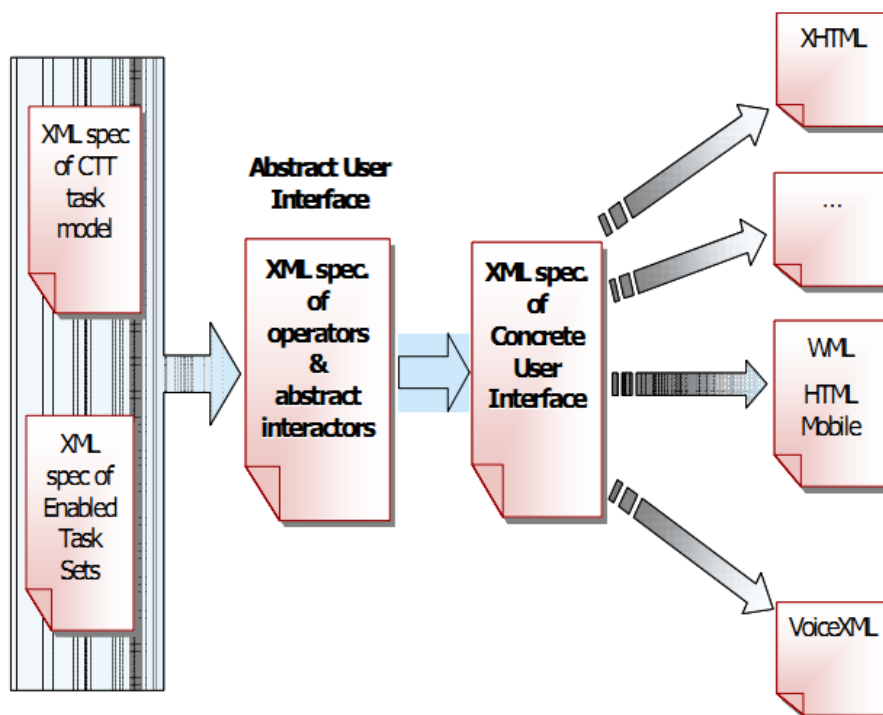 XML spec
of CTT
task
model
XML
spec of
Enabled
Task
Sets
Abstract User
Interface
XML spec.
of
operators
&
abstract
interactors
XML spec.
of
Concrete
User
Interface
XHTML
...
WML
HTML
Mobile
VoiceXML